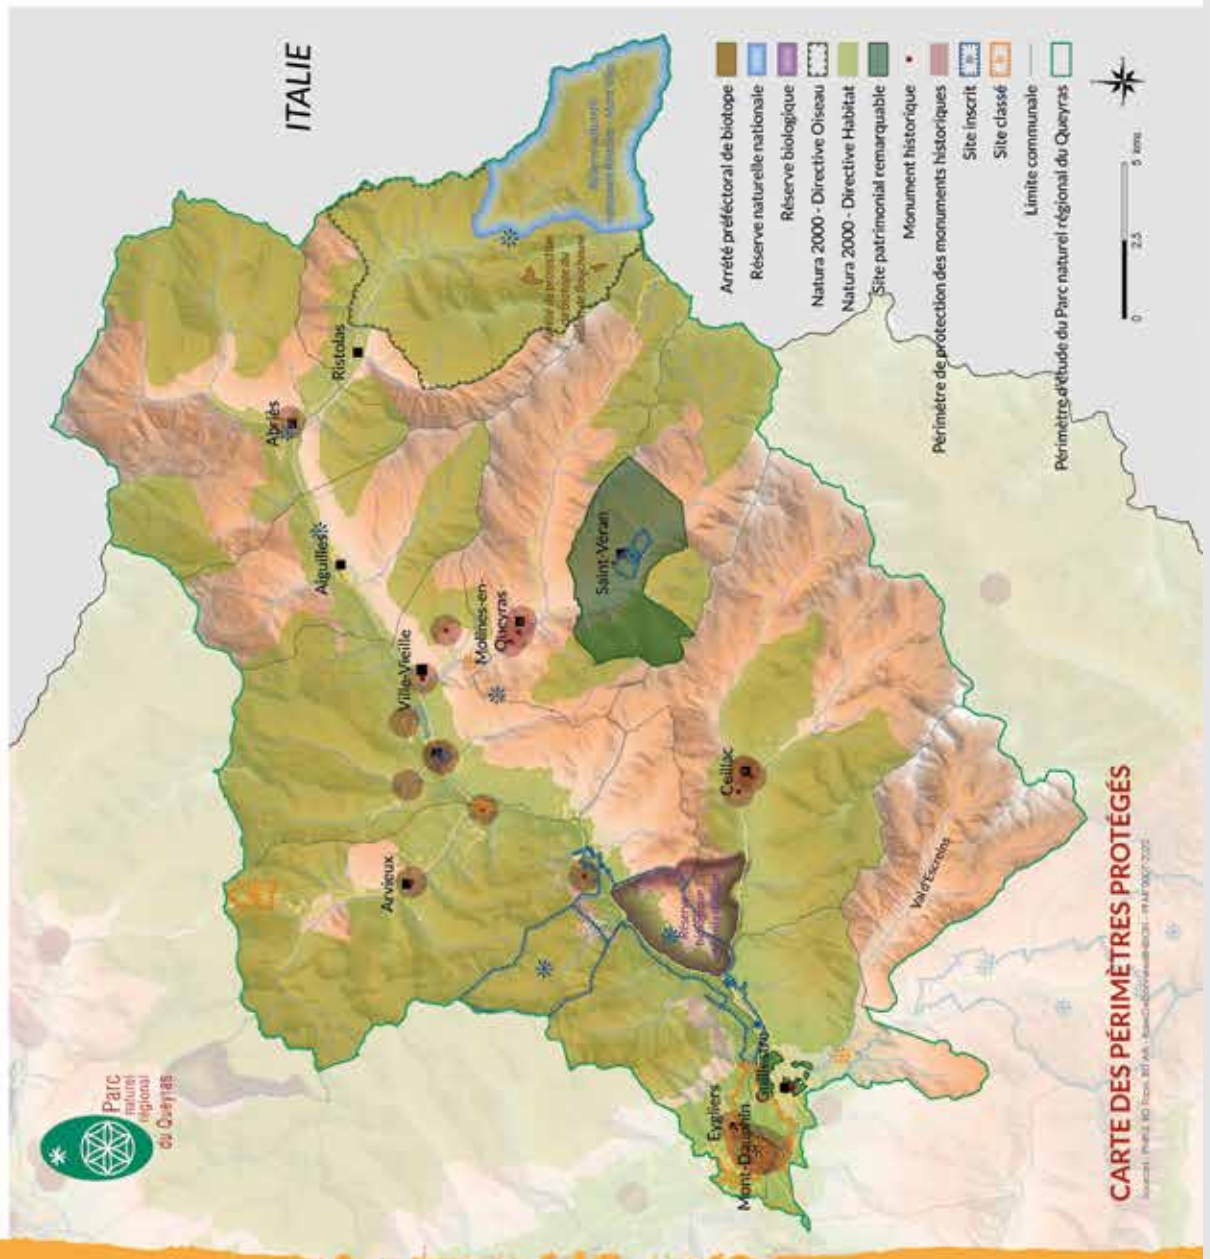 Parc
naturel
régional
du Queyras
ITALIE
Abriès
Ristolas
Aiguilles
Ville-Vieille
Molines-en-
Queyras
Saint-Véran
Arvieux
Ceillac
Réserve
Val d'Escreins
Eygliers
Guillestre
Mont-Dauphin
Arrêté préfectoral de biotope
Réserve naturelle nationale
Réserve biologique
Natura 2000 - Directive Oiseau
Natura 2000 - Directive Habitat
Site patrimonial remarquable
Monument historique
Périmètre de protection des monuments historiques
Site inscrit
Site classé
Limite communale
Périmètre d'étude du Parc naturel régional du Queyras
0 2,5 5 kms
CARTE DES PÉRIMÈTRES PROTÉGÉS